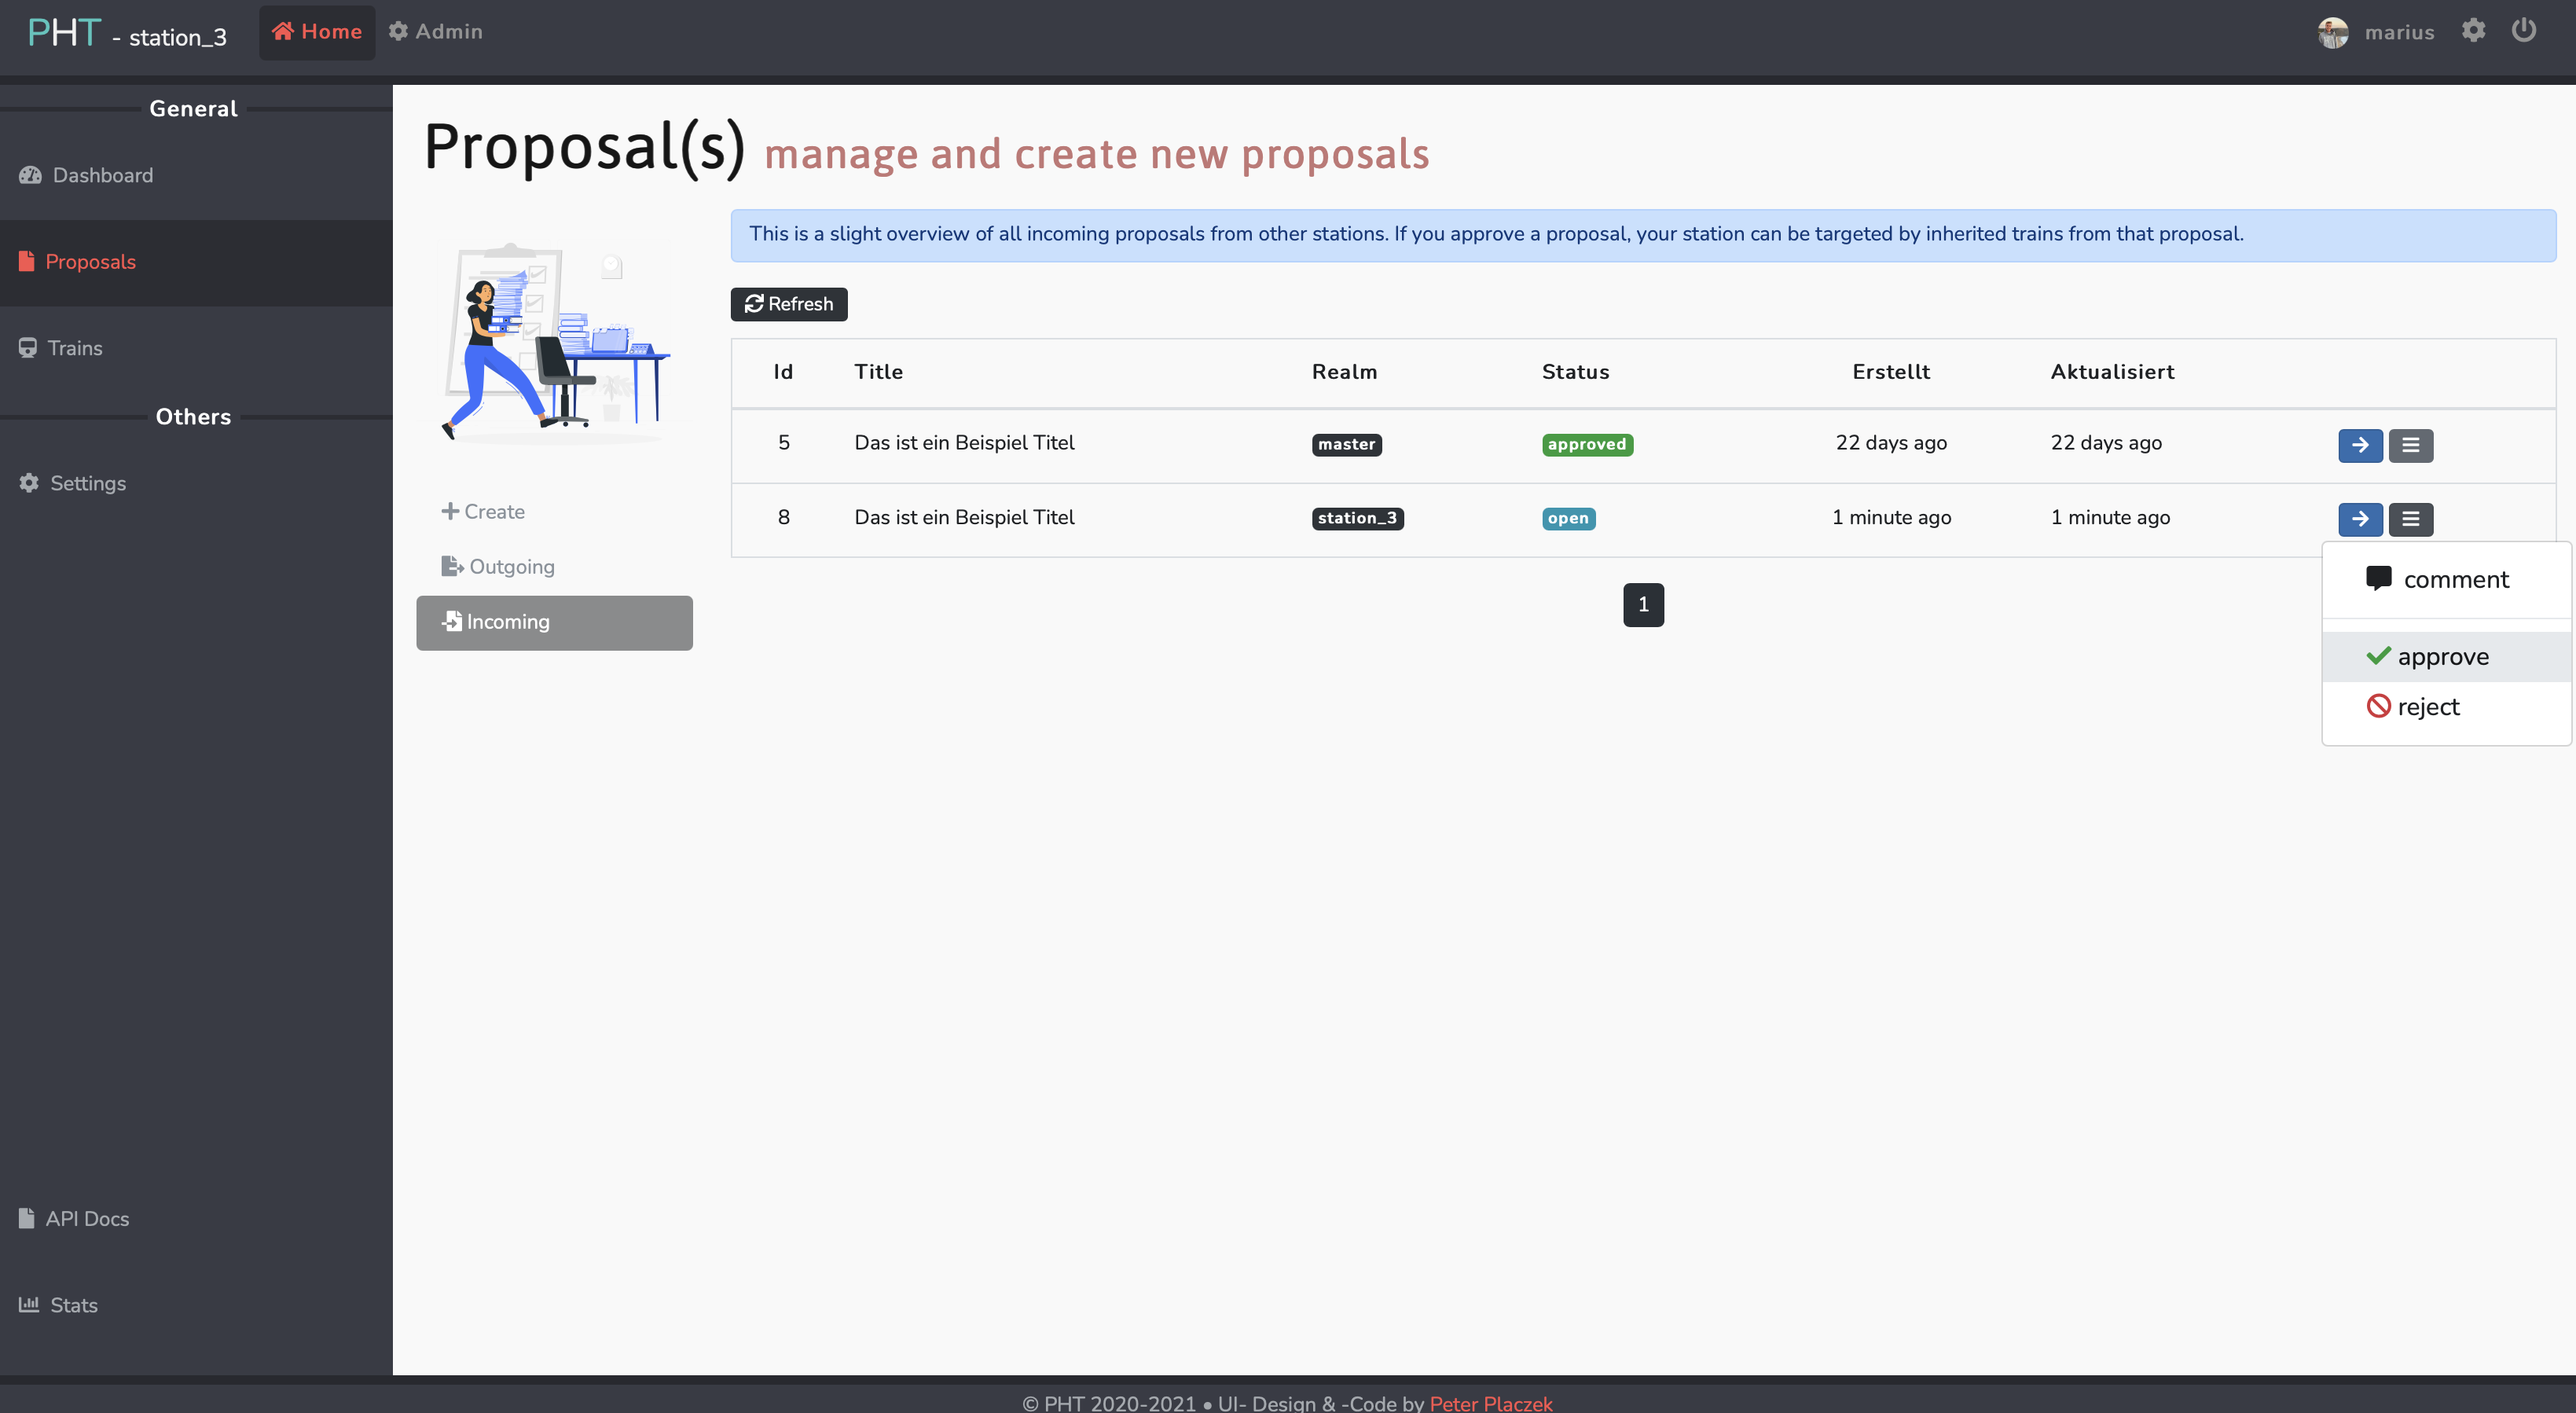 PHT - station_3 Home Admin marius
General
Dashboard
Proposals
Trains
Others
Settings
API Docs
Stats
Proposal(s) manage and create new proposals
Create
Outgoing
Incoming
This is a slight overview of all incoming proposals from other stations. If you approve a proposal, your station can be targeted by inherited trains from that proposal.
Refresh
Id Title Realm Status Erstellt Aktualisiert
5 Das ist ein Beispiel Titel master approved 22 days ago 22 days ago
8 Das ist ein Beispiel Titel station_3 open 1 minute ago 1 minute ago
comment
approve
reject
1
© PHT 2020-2021 • UI- Design & -Code by Peter Placzek